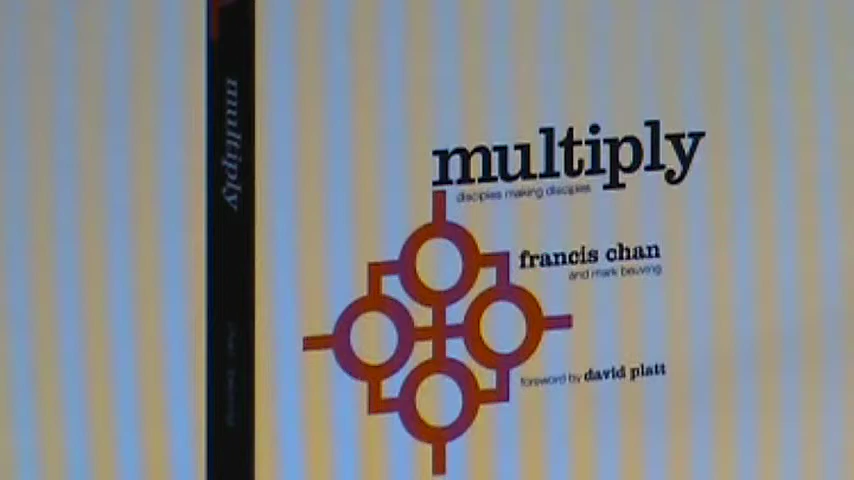 multiply
multiply
disciples making disciples
francis chan
and mark beuving
foreword by david platt